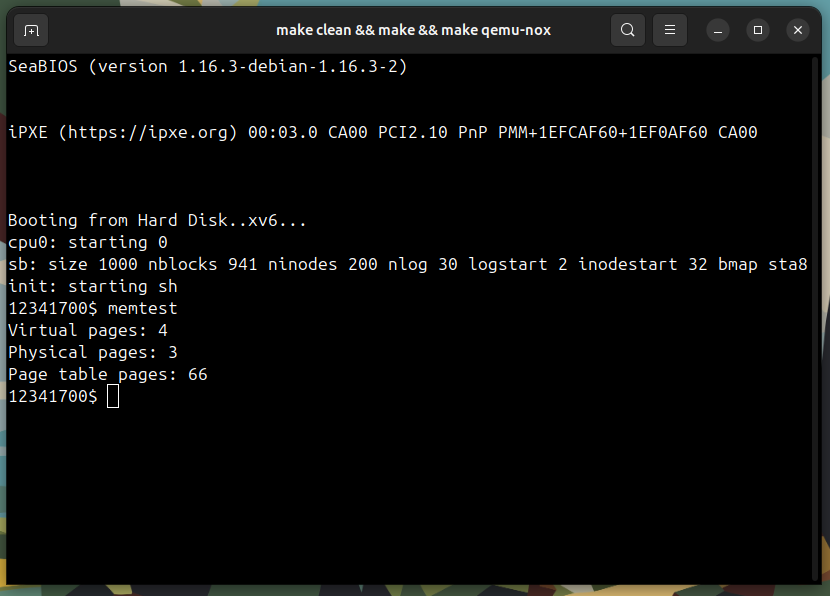 make clean && make && make qemu-nox
SeaBIOS (version 1.16.3-debian-1.16.3-2)
iPXE (https://ipxe.org) 00:03.0 CA00 PCI2.10 PnP PMM+1EFCAF60+1EF0AF60 CA00
Booting from Hard Disk..xv6...
cpu0: starting 0
sb: size 1000 nblocks 941 ninodes 200 nlog 30 logstart 2 inodestart 32 bmap sta8
init: starting sh
12341700$ memtest
Virtual pages: 4
Physical pages: 3
Page table pages: 66
12341700$